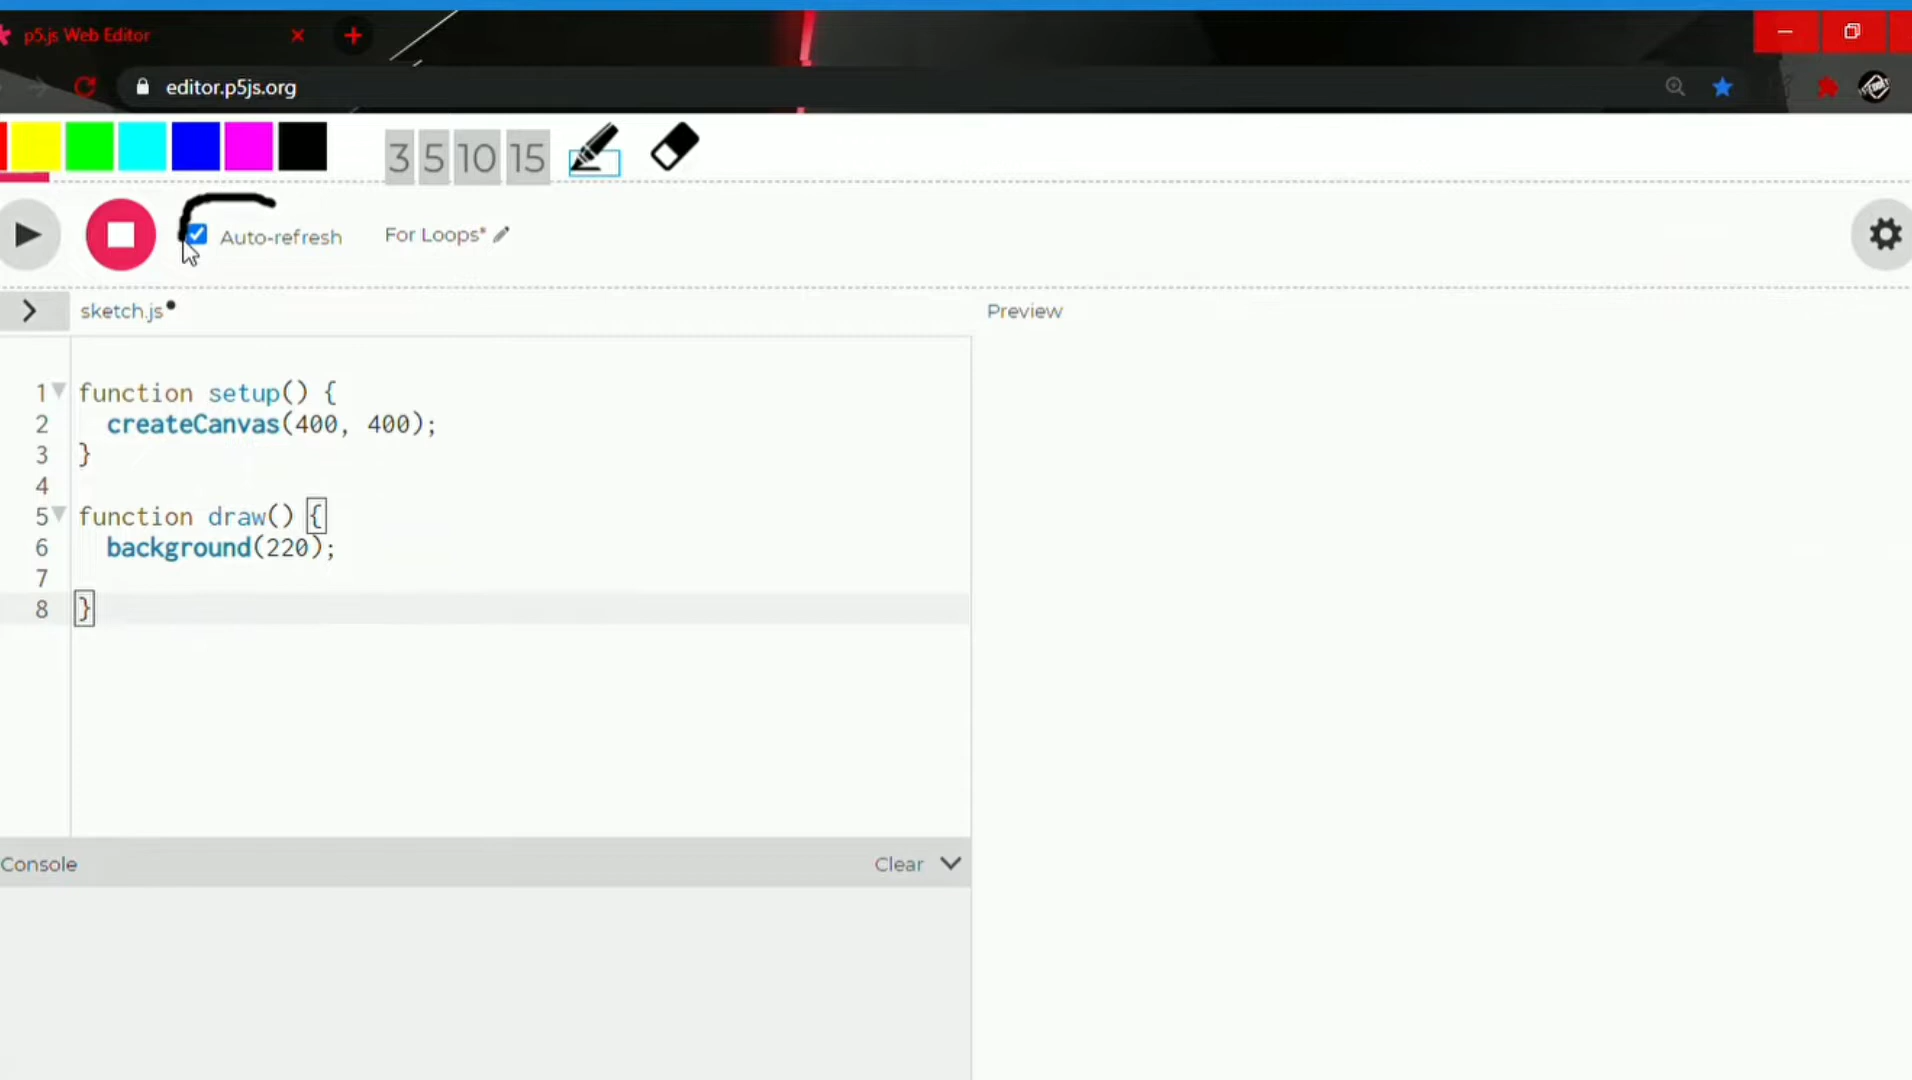 p5.js Web Editor
editor.p5js.org
3 5 10 15
Auto-refresh
For Loops*
sketch.js
Preview
1 function setup() {
2 createCanvas(400, 400);
3 }
4
5 function draw() {
6 background(220);
7
8 }
Console
Clear